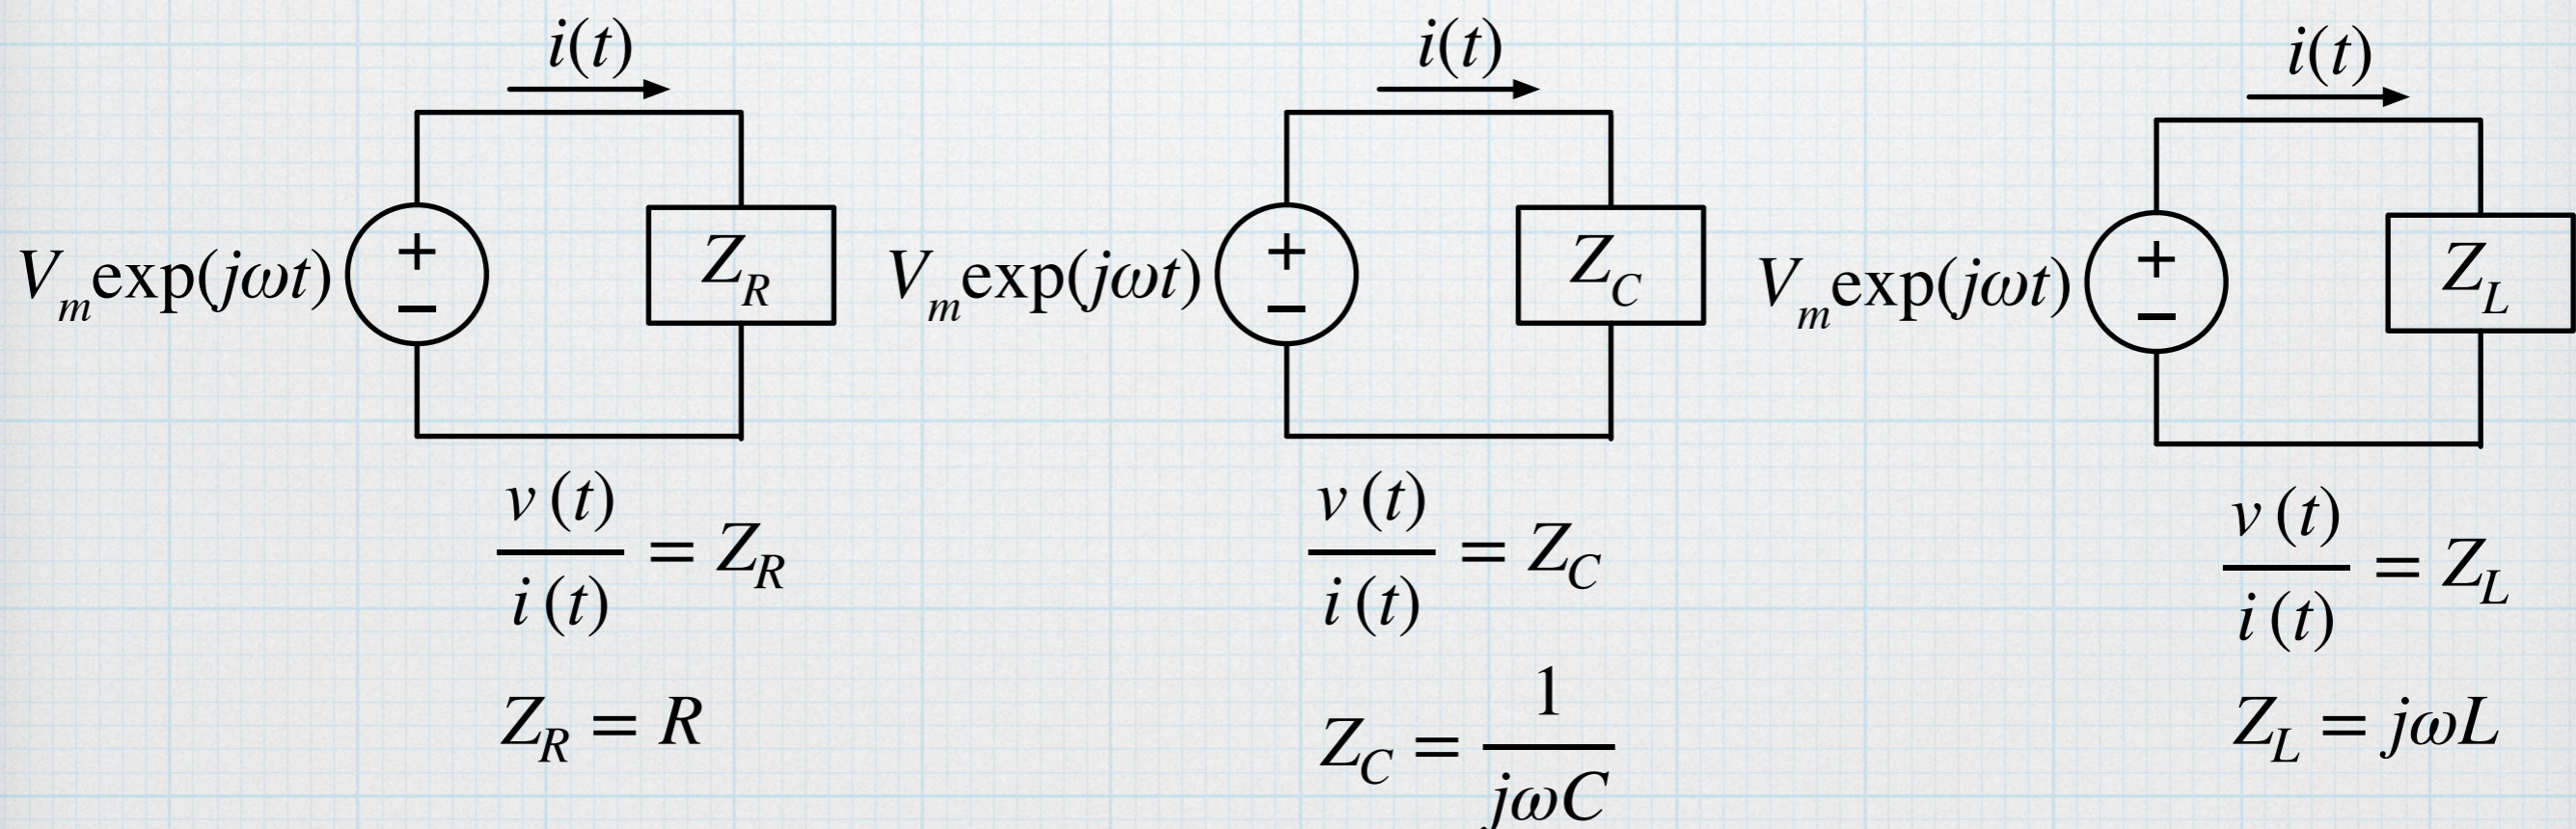 i(t) i(t) i(t)
V_m exp(jωt) + − Z_R V_m exp(jωt) + − Z_C V_m exp(jωt) + − Z_L
v(t)/i(t) = Z_R v(t)/i(t) = Z_C v(t)/i(t) = Z_L
Z_R = R Z_C = 1/jωC Z_L = jωL